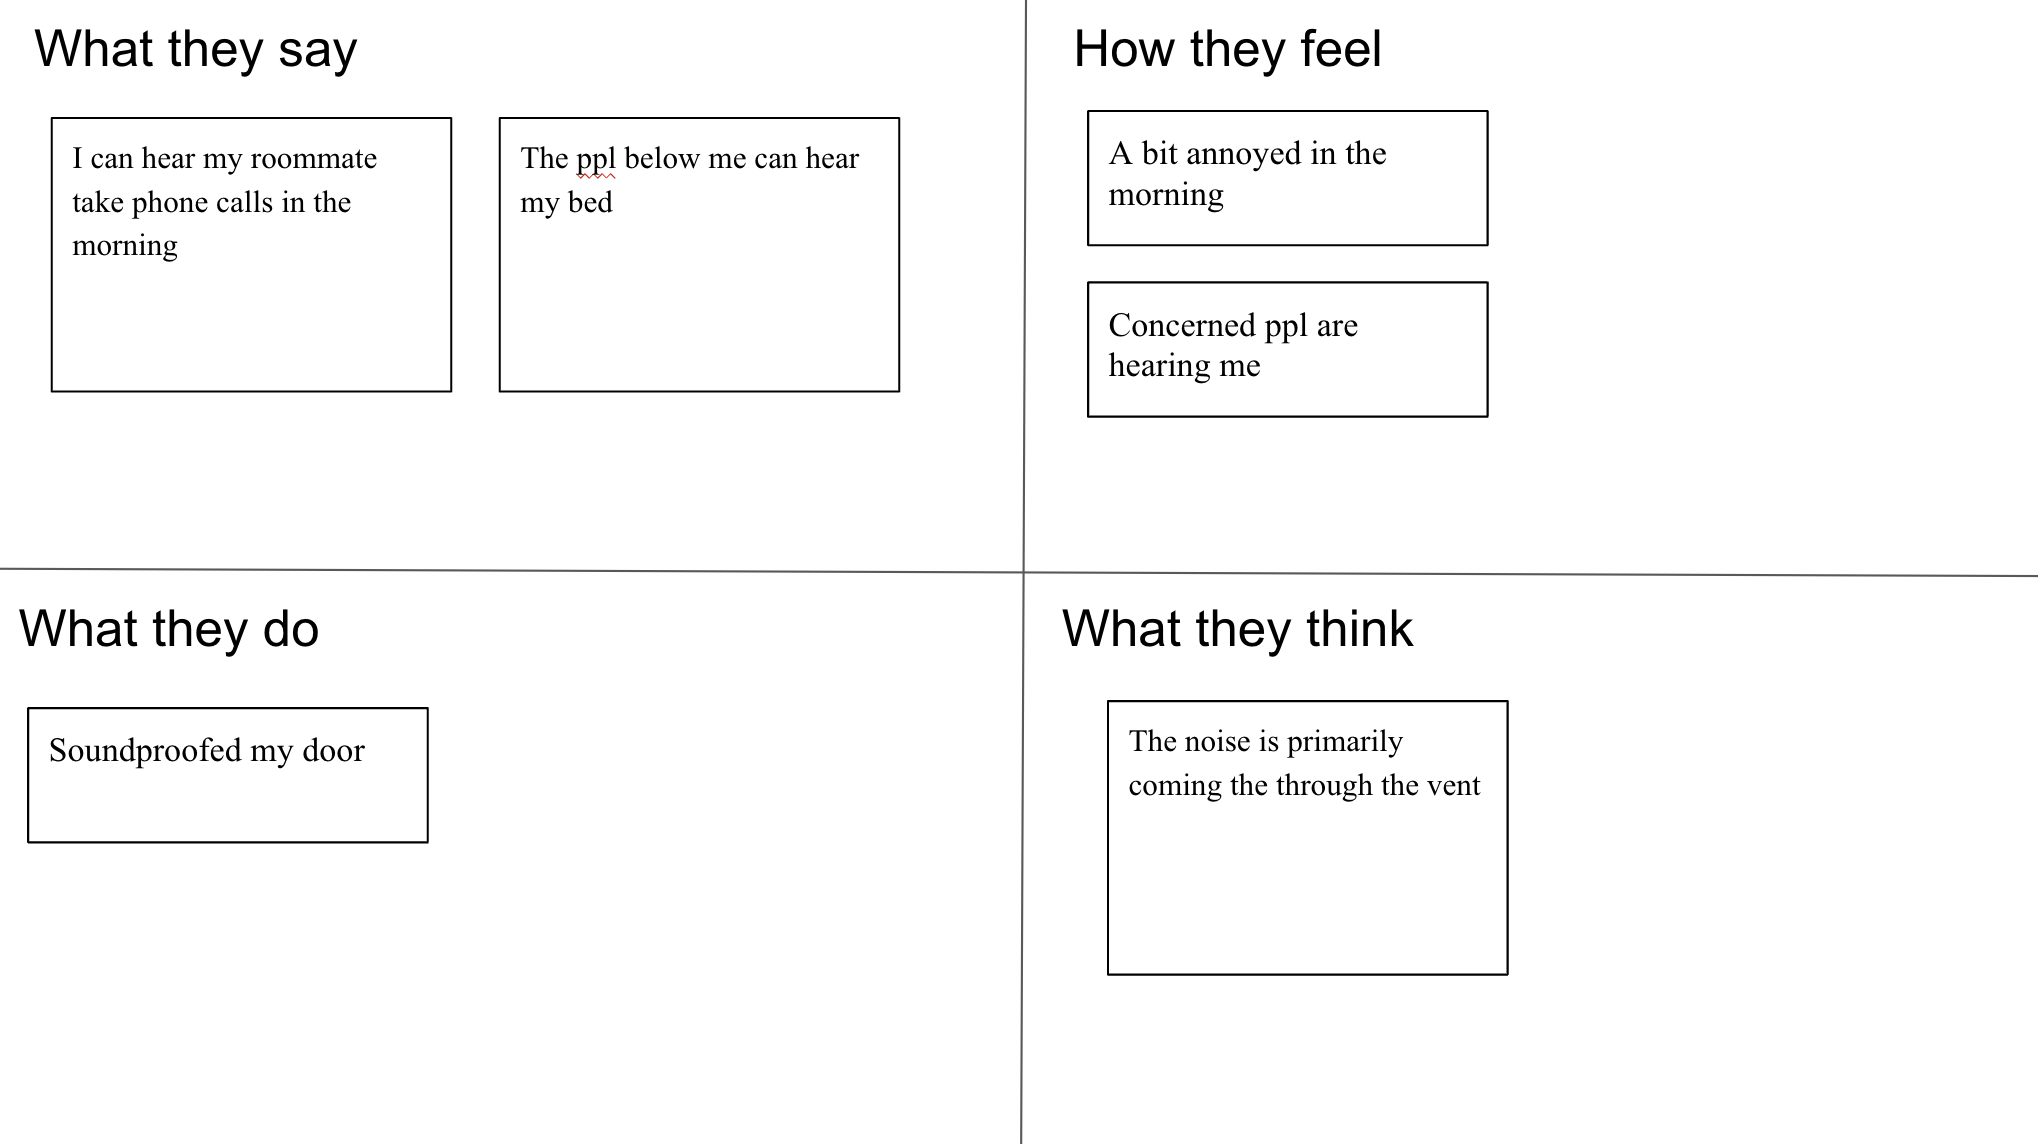 What they say
I can hear my roommate
take phone calls in the
morning
The ppl below me can hear
my bed
How they feel
A bit annoyed in the
morning
Concerned ppl are
hearing me
What they do
Soundproofed my door
What they think
The noise is primarily
coming the through the vent